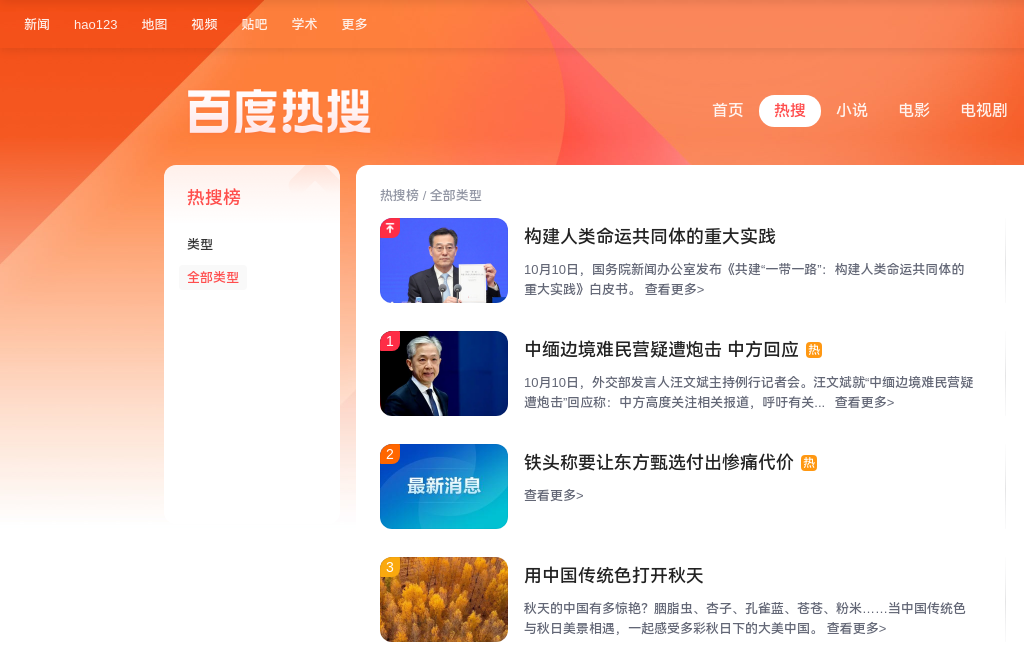 新闻 hao123 地图 视频 贴吧 学术 更多
百度热搜
首页 热搜 小说 电影 电视剧
热搜榜
类型
全部类型
热搜榜 / 全部类型
构建人类命运共同体的重大实践
10月10日，国务院新闻办公室发布《共建“一带一路”：构建人类命运共同体的
重大实践》白皮书。 查看更多>
1
中缅边境难民营疑遭炮击 中方回应 热
10月10日，外交部发言人汪文斌主持例行记者会。汪文斌就“中缅边境难民营疑
遭炮击”回应称：中方高度关注相关报道，呼吁有关... 查看更多>
2
最新消息
铁头称要让东方甄选付出惨痛代价 热
查看更多>
3
用中国传统色打开秋天
秋天的中国有多惊艳？胭脂虫、杏子、孔雀蓝、苍苍、粉米……当中国传统色
与秋日美景相遇，一起感受多彩秋日下的大美中国。 查看更多>